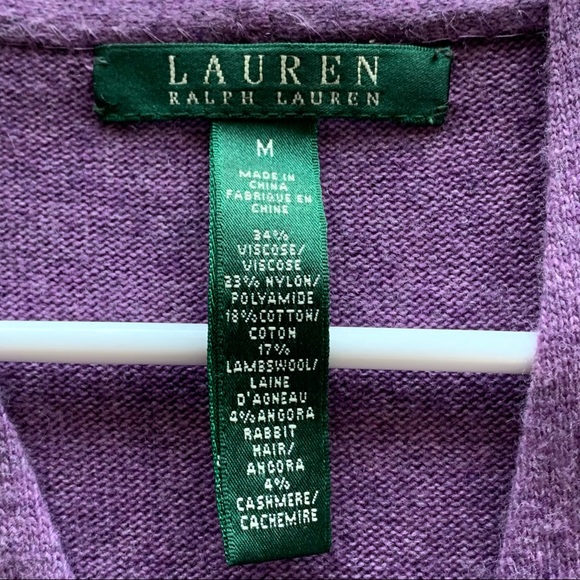 LAUREN
RALPH LAUREN
M
MADE IN
CHINA
FABRIQUE EN
CHINE
34%
VISCOSE/
VISCOSE
23% NYLON/
POLYAMIDE
18%COTTON/
COTON
17%
LAMBSWOOL/
LAINE
D'AGNEAU
4%ANGORA
RABBIT
HAIR/
ANGORA
4%
CASHMERE/
CACHEMIRE